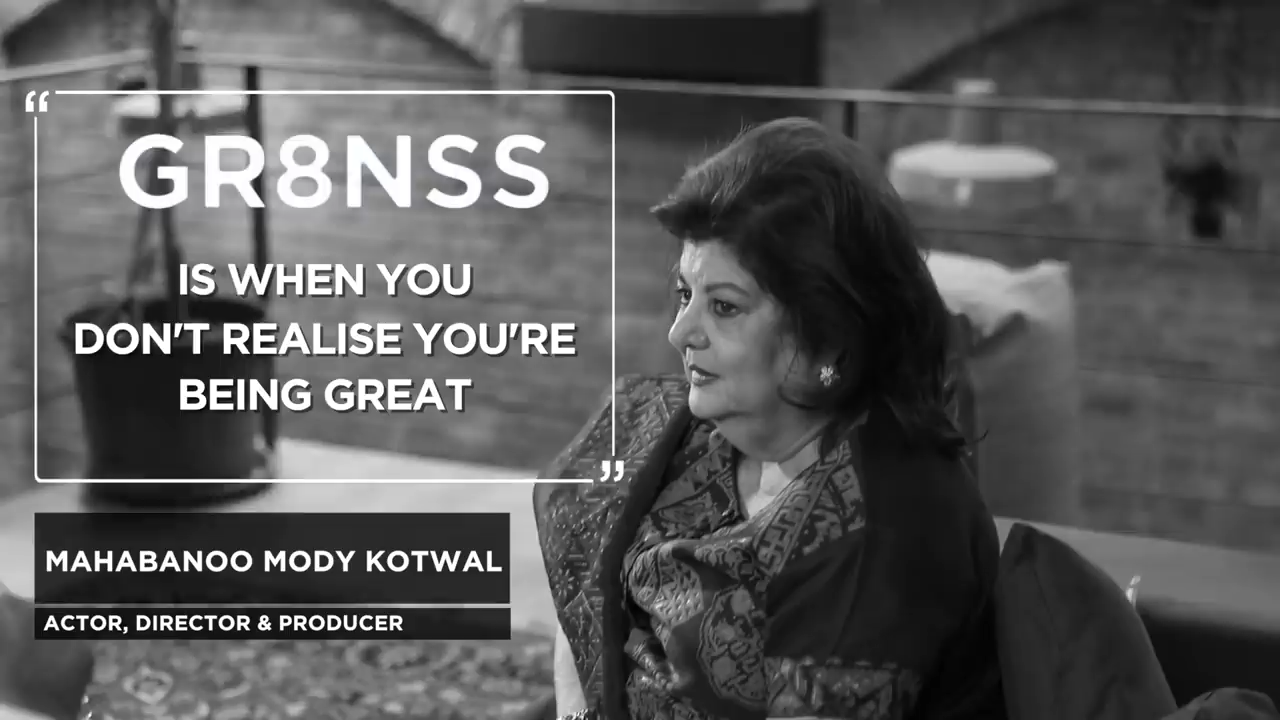 “
GR8NSS
IS WHEN YOU
DON'T REALISE YOU'RE
BEING GREAT
”
MAHABANOO MODY KOTWAL
ACTOR, DIRECTOR & PRODUCER